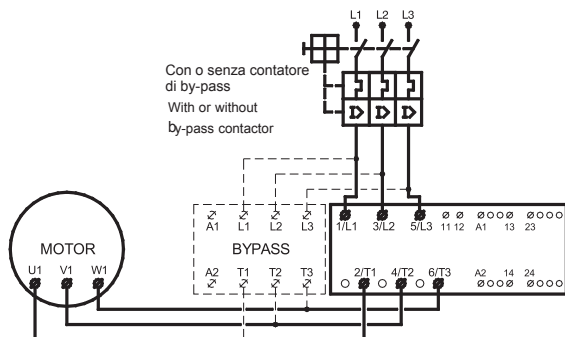 L1 L2 L3
Con o senza contatore
di by-pass
With or without
by-pass contactor
A1 L1 L2 L3
1/L1 3/L2 5/L3 11 12 A1 13 23
MOTOR
BYPASS
U1 V1 W1
A2 T1 T2 T3
2/T1 4/T2 6/T3 A2 14 24